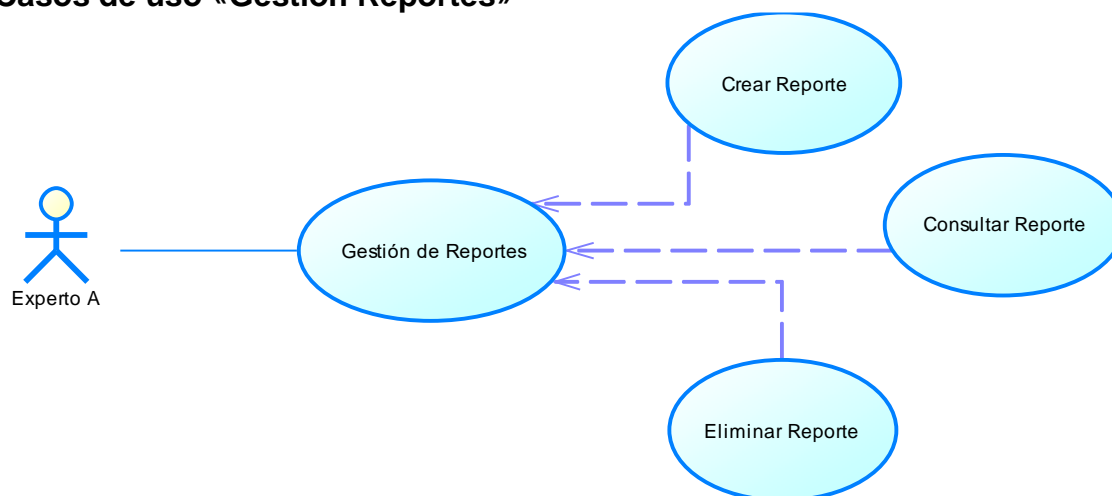 Casos de uso «Gestión Reportes»
Crear Reporte
Consultar Reporte
Gestión de Reportes
Experto A
Eliminar Reporte